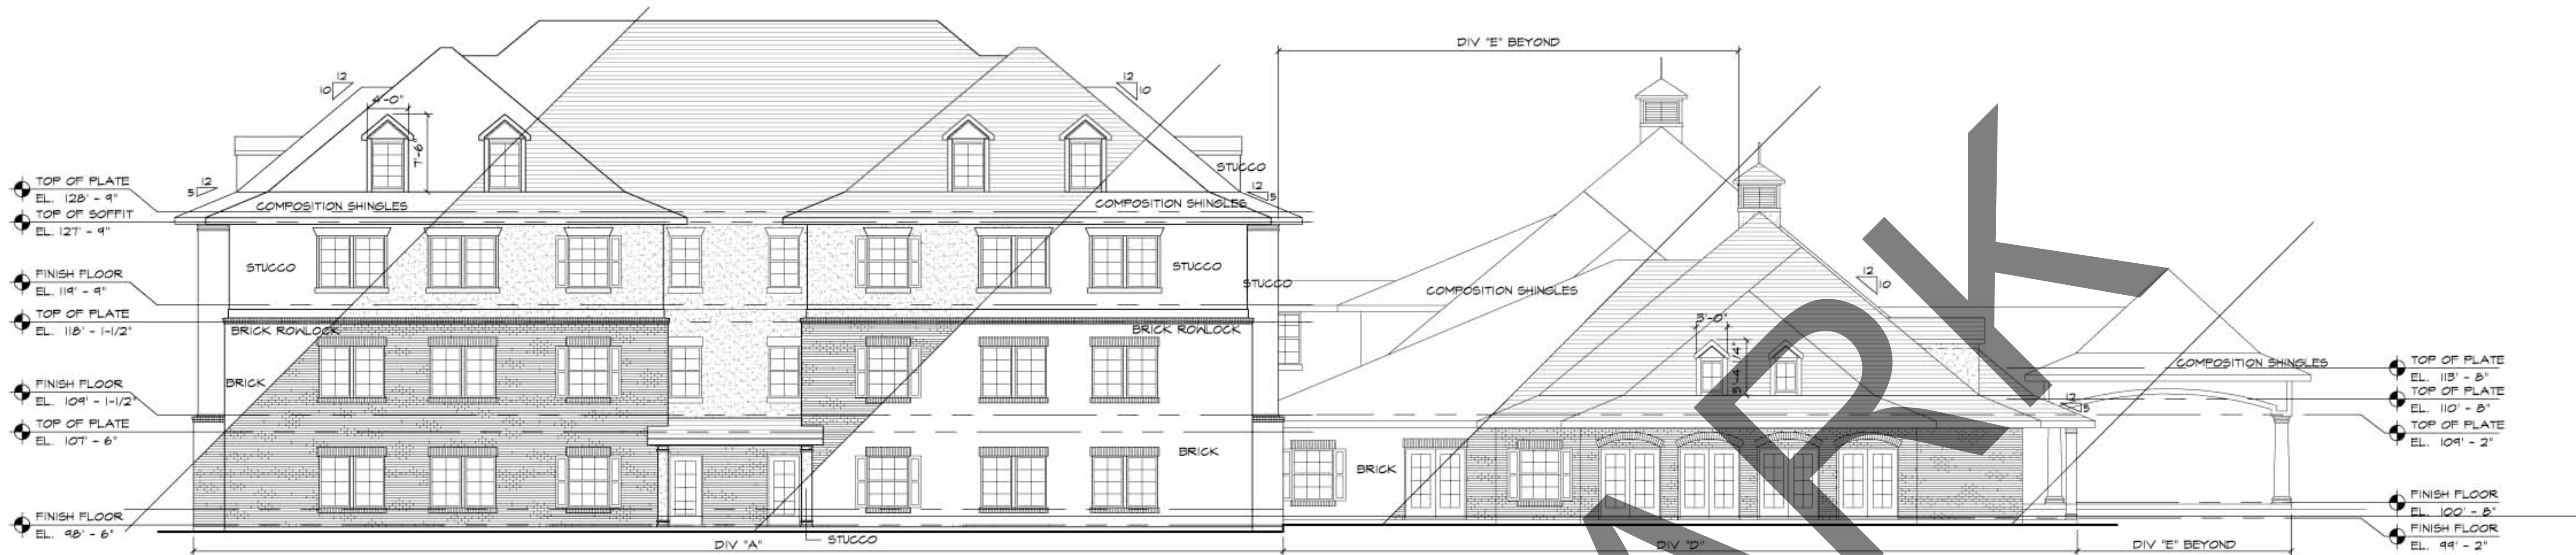 DIV "E" BEYOND
12
10
4'-0"
7'-6"
12
10
STUCCO
TOP OF PLATE
EL. 128' - 9"
TOP OF SOFFIT
EL. 127' - 9"
12
5
COMPOSITION SHINGLES
COMPOSITION SHINGLES
12
5
STUCCO
STUCCO
STUCCO
FINISH FLOOR
EL. 119' - 9"
COMPOSITION SHINGLES
12
10
TOP OF PLATE
EL. 118' - 1-1/2"
BRICK ROWLOCK
BRICK ROWLOCK
3'-0"
5'-4 1/4"
COMPOSITION SHINGLES
TOP OF PLATE
EL. 113' - 8"
FINISH FLOOR
EL. 109' - 1-1/2"
BRICK
12
5
TOP OF PLATE
EL. 110' - 8"
TOP OF PLATE
EL. 107' - 6"
TOP OF PLATE
EL. 109' - 2"
BRICK
BRICK
FINISH FLOOR
EL. 98' - 6"
FINISH FLOOR
EL. 100' - 8"
FINISH FLOOR
EL. 99' - 2"
DIV "A"
STUCCO
DIV "D"
DIV "E" BEYOND
ARK